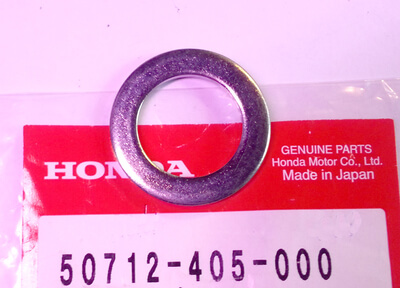 HONDA
GENUINE PARTS
Honda Motor Co., Ltd.
Made in Japan
50712-405-000